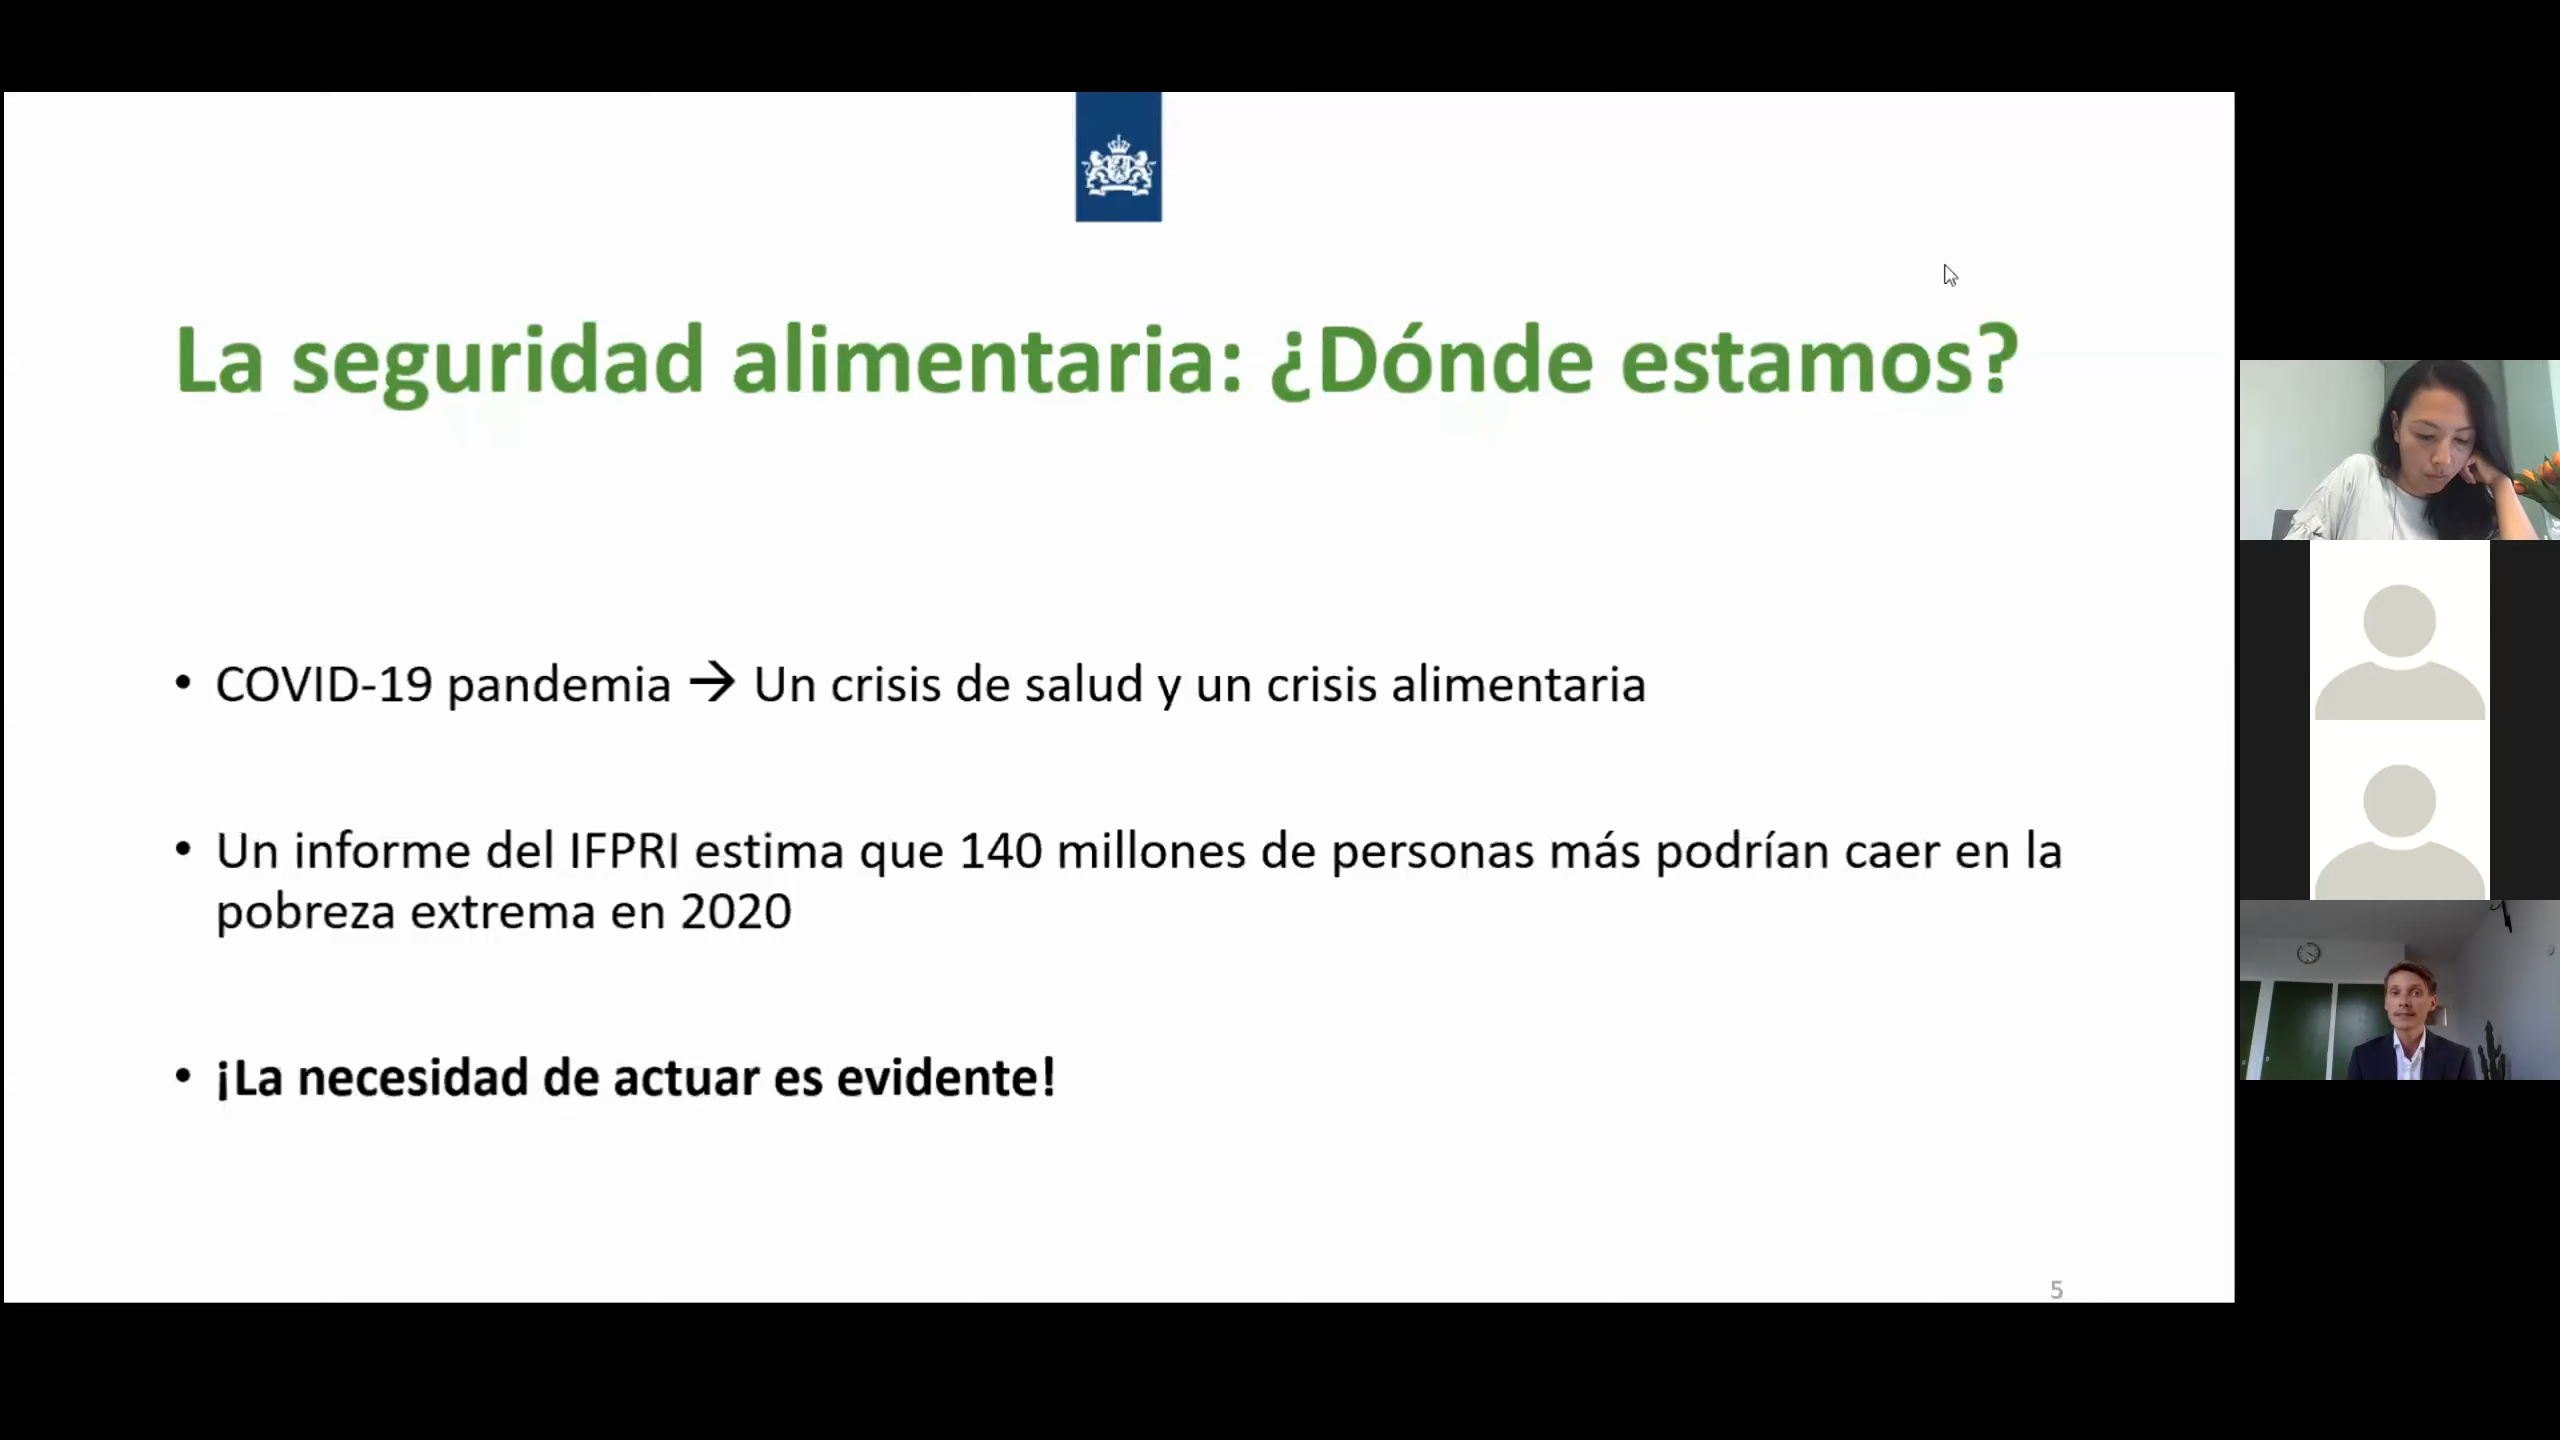 La seguridad alimentaria: ¿Dónde estamos?
• COVID-19 pandemia → Un crisis de salud y un crisis alimentaria
• Un informe del IFPRI estima que 140 millones de personas más podrían caer en la
pobreza extrema en 2020
• ¡La necesidad de actuar es evidente!
5